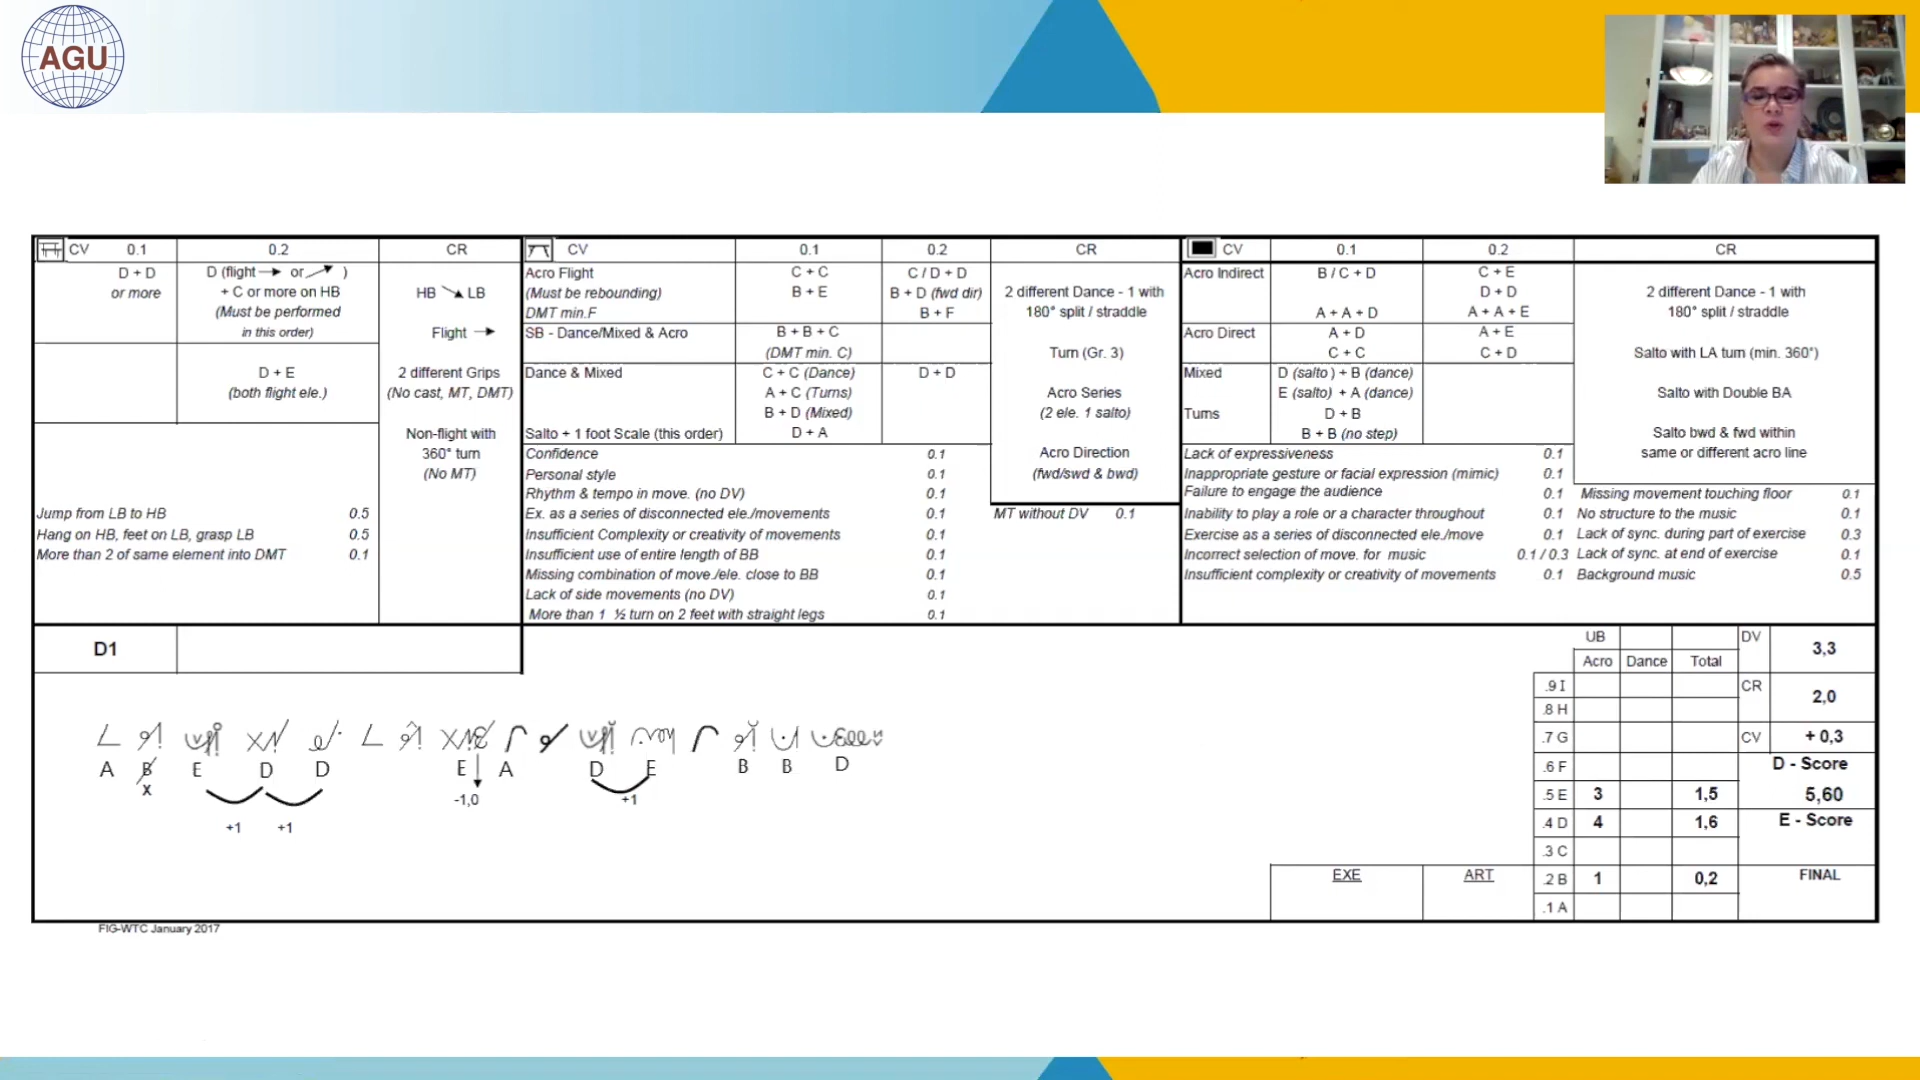 AGU
CV 0.1 0.2 CR
D + D
or more
D (flight or )
+ C or more on HB
(Must be performed
in this order)
D + E
(both flight ele.)
HB LB
Flight
2 different Grips
(No cast, MT, DMT)
Non-flight with
360° turn
(No MT)
Jump from LB to HB 0.5
Hang on HB, feet on LB, grasp LB 0.5
More than 2 of same element into DMT 0.1
CV 0.1 0.2 CR
Acro Flight C + C C / D + D
(Must be rebounding) B + E B + D (fwd dir)
DMT min.F B + F
SB - Dance/Mixed & Acro B + B + C
(DMT min. C)
Dance & Mixed C + C (Dance) D + D
A + C (Turns)
B + D (Mixed)
Salto + 1 foot Scale (this order) D + A
Confidence 0.1
Personal style 0.1
Rhythm & tempo in move. (no DV) 0.1
Ex. as a series of disconnected ele./movements 0.1
Insufficient Complexity or creativity of movements 0.1
Insufficient use of entire length of BB 0.1
Missing combination of move./ele. close to BB 0.1
Lack of side movements (no DV) 0.1
More than 1 ½ turn on 2 feet with straight legs 0.1
2 different Dance - 1 with
180° split / straddle
Turn (Gr. 3)
Acro Series
(2 ele. 1 salto)
Acro Direction
(fwd/swd & bwd)
MT without DV 0.1
CV 0.1 0.2 CR
Acro Indirect B / C + D C + E
D + D
A + A + D A + A + E
Acro Direct A + D A + E
C + C C + D
Mixed D (salto ) + B (dance)
E (salto) + A (dance)
Turns D + B
B + B (no step)
2 different Dance - 1 with
180° split / straddle
Salto with LA turn (min. 360°)
Salto with Double BA
Salto bwd & fwd within
same or different acro line
Lack of expressiveness 0.1
Inappropriate gesture or facial expression (mimic) 0.1
Failure to engage the audience 0.1
Inability to play a role or a character throughout 0.1
Exercise as a series of disconnected ele./move 0.1
Incorrect selection of move. for music 0.1 / 0.3
Insufficient complexity or creativity of movements 0.1
Missing movement touching floor 0.1
No structure to the music 0.1
Lack of sync. during part of exercise 0.3
Lack of sync. at end of exercise 0.1
Background music 0.5
D1
A B E D D E A D E B B D
x
-1,0
+1
+1 +1
UB DV 3,3
Acro Dance Total
.9 I CR 2,0
.8 H
.7 G CV + 0,3
.6 F D - Score
.5 E 3 1,5 5,60
.4 D 4 1,6 E - Score
.3 C
EXE ART .2 B 1 0,2 FINAL
.1 A
FIG-WTC January 2017